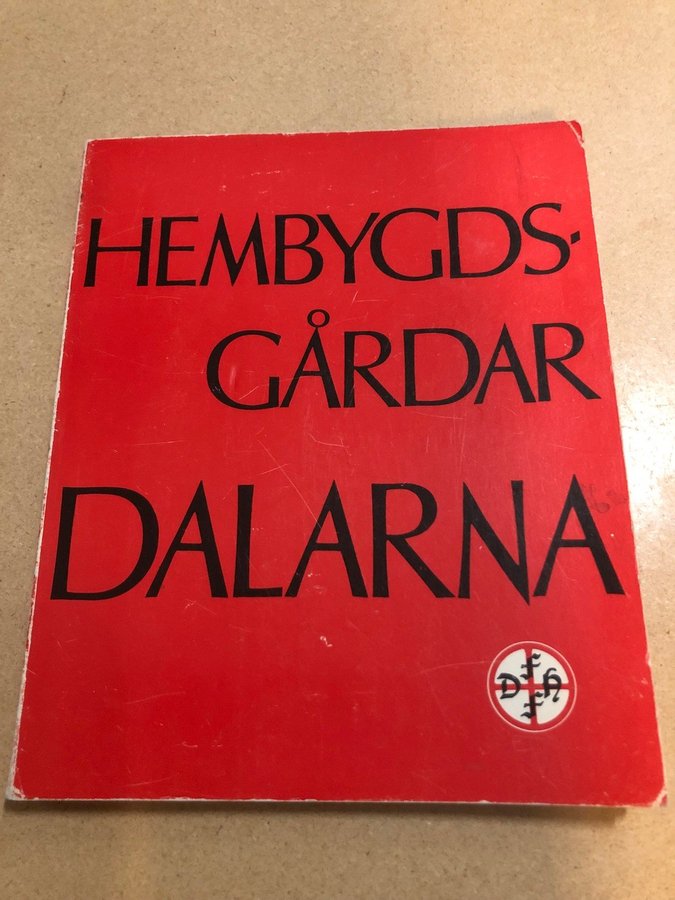 HEMBYGDS-
GÅRDAR
DALARNA
F
D H
F